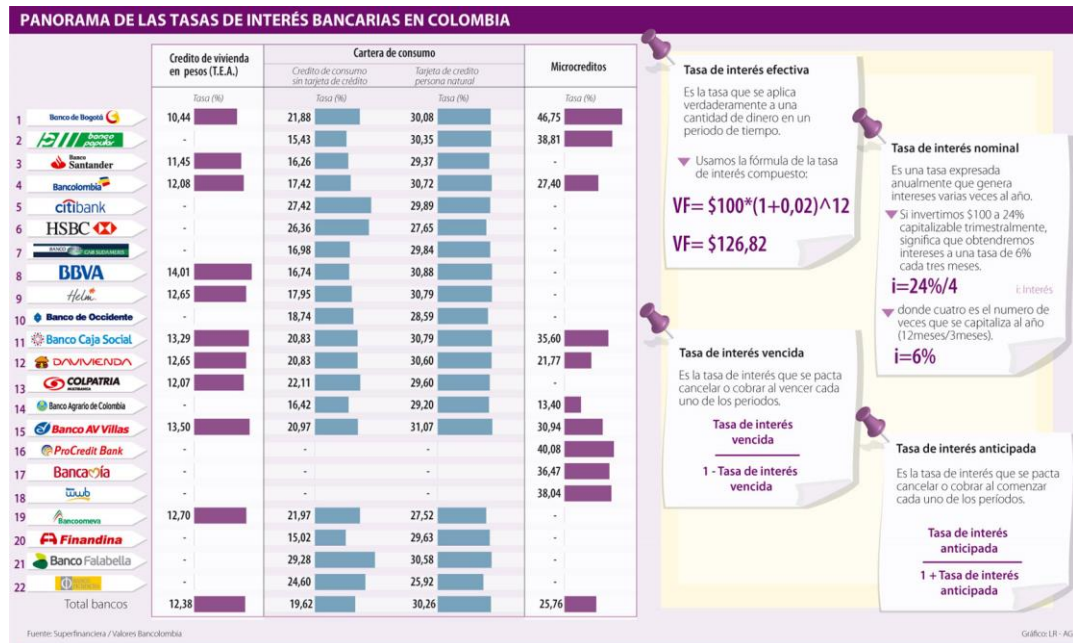 PANORAMA DE LAS TASAS DE INTERÉS BANCARIAS EN COLOMBIA
Credito de vivienda
en pesos (T.E.A.)
Cartera de consumo
Credito de consumo
sin tarjeta de crédito
Tarjeta de credito
persona natural
Microcreditos
Tasa (%) Tasa (%) Tasa (%) Tasa (%)
1 Banco de Bogotá 10,44 21,88 30,08 46,75
2 banco popular - 15,43 30,35 38,81
3 Banco Santander 11,45 16,26 29,37 -
4 Bancolombia 12,08 17,42 30,72 27,40
5 citibank - 27,42 29,89 -
6 HSBC - 26,36 27,65 -
7 BANCO GNB SUDAMERIS - 16,98 29,84 -
8 BBVA 14,01 16,74 30,88 -
9 Helm 12,65 17,95 30,79 -
10 Banco de Occidente - 18,74 28,59 -
11 Banco Caja Social 13,29 20,83 30,79 35,60
12 DAVIVIENDA 12,65 20,83 30,60 21,77
13 COLPATRIA 12,07 22,11 29,60 -
14 Banco Agrario de Colombia - 16,42 29,20 13,40
15 Banco AV Villas 13,50 20,97 31,07 30,94
16 ProCredit Bank - - - 40,08
17 Bancamía - - - 36,47
18 wwb - - - 38,04
19 Bancoomeva 12,70 21,97 27,52 -
20 Finandina - 15,02 29,63 -
21 Banco Falabella - 29,28 30,58 -
22 - 24,60 25,92 -
Total bancos 12,38 19,62 30,26 25,76
Tasa de interés efectiva
Es la tasa que se aplica
verdaderamente a una
cantidad de dinero en un
periodo de tiempo.
Usamos la fórmula de la tasa
de interés compuesto:
VF= $100*(1+0,02)^12
VF= $126,82
Tasa de interés nominal
Es una tasa expresada
anualmente que genera
intereses varias veces al año.
Si invertimos $100 a 24%
capitalizable trimestralmente,
significa que obtendremos
intereses a una tasa de 6%
cada tres meses.
i=24%/4 i: Interés
donde cuatro es el numero de
veces que se capitaliza al año
(12meses/3meses).
i=6%
Tasa de interés vencida
Es la tasa de interés que se pacta
cancelar o cobrar al vencer cada
uno de los periodos.
Tasa de interés
vencida
1 - Tasa de interés
vencida
Tasa de interés anticipada
Es la tasa de interés que se pacta
cancelar o cobrar al comenzar
cada uno de los períodos.
Tasa de interés
anticipada
1 + Tasa de interés
anticipada
Fuente: Superfinanciera / Valores Bancolombia
Gráfico: LR - AG